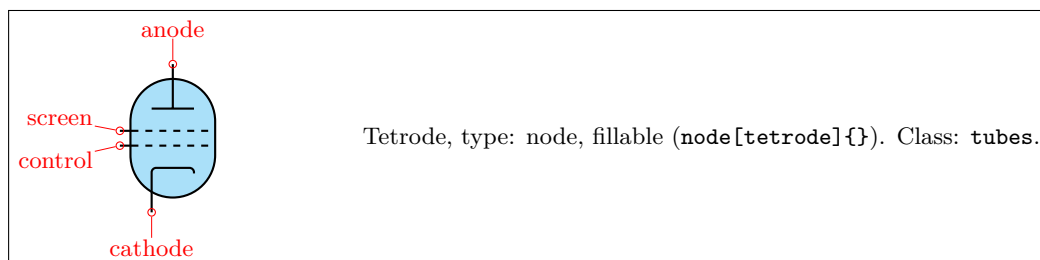 anode
screen
Tetrode, type: node, fillable (node[tetrode]{}). Class: tubes.
control
cathode